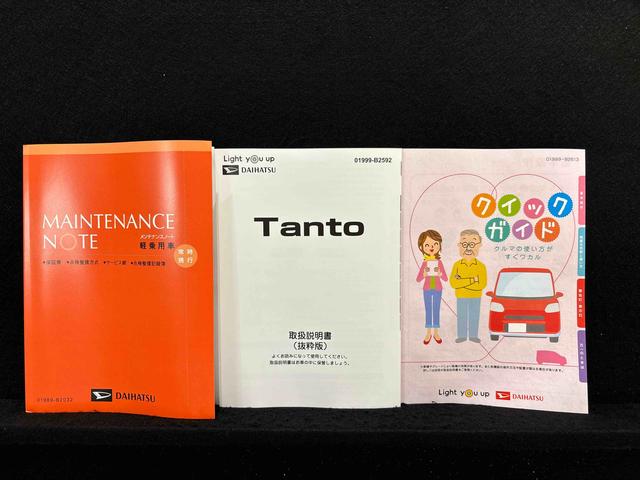 MAINTENANCE
NOTE
メンテナンスノート
軽乗用車
常時
携行
●保証書 ●点検整備方式 ●サービス網 ●点検整備記録簿
01989-B2032
DAIHATSU
Light you up
DAIHATSU
01999-B2592
Tanto
取扱説明書
（抜粋版）
よくお読みになって使用してください。
取扱説明書はお車の中に保管しましょう。
01999-B2613
クイック
ガイド
クルマの使い方が
すぐワカル
Light you up
DAIHATSU